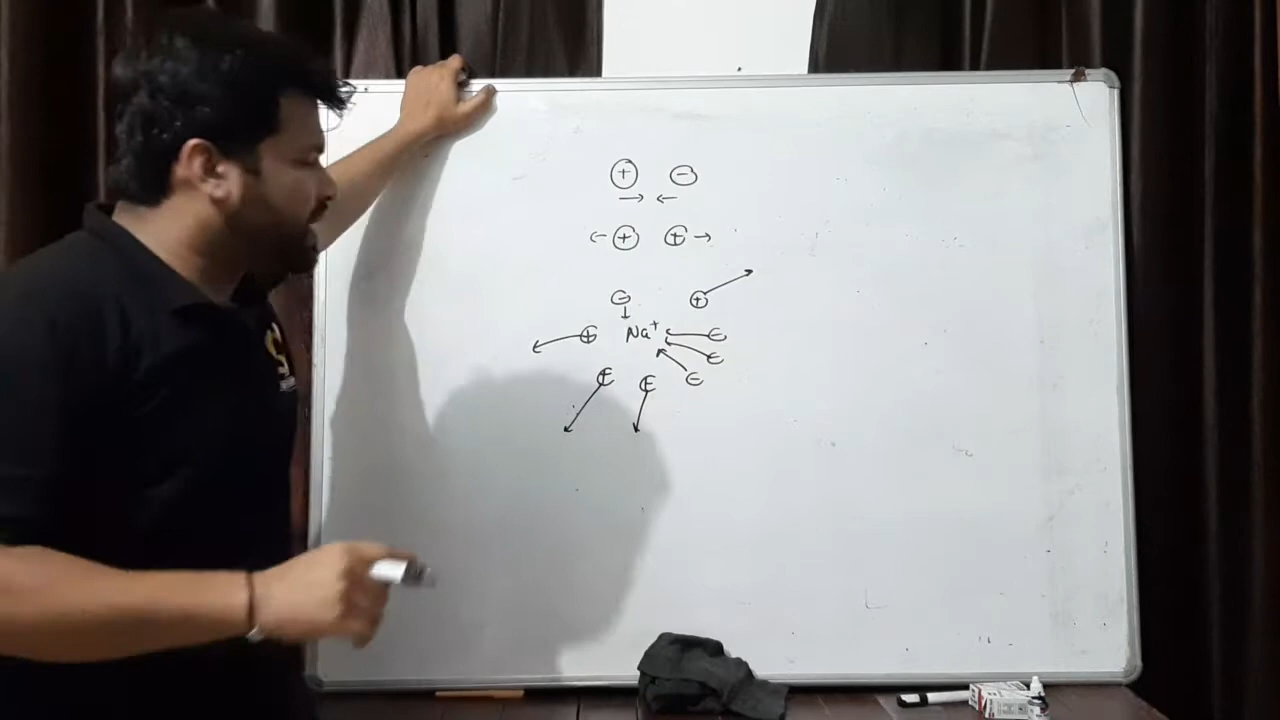 + -
→ ←
← + + →
- +
+ Na⁺ -
-
+ + -